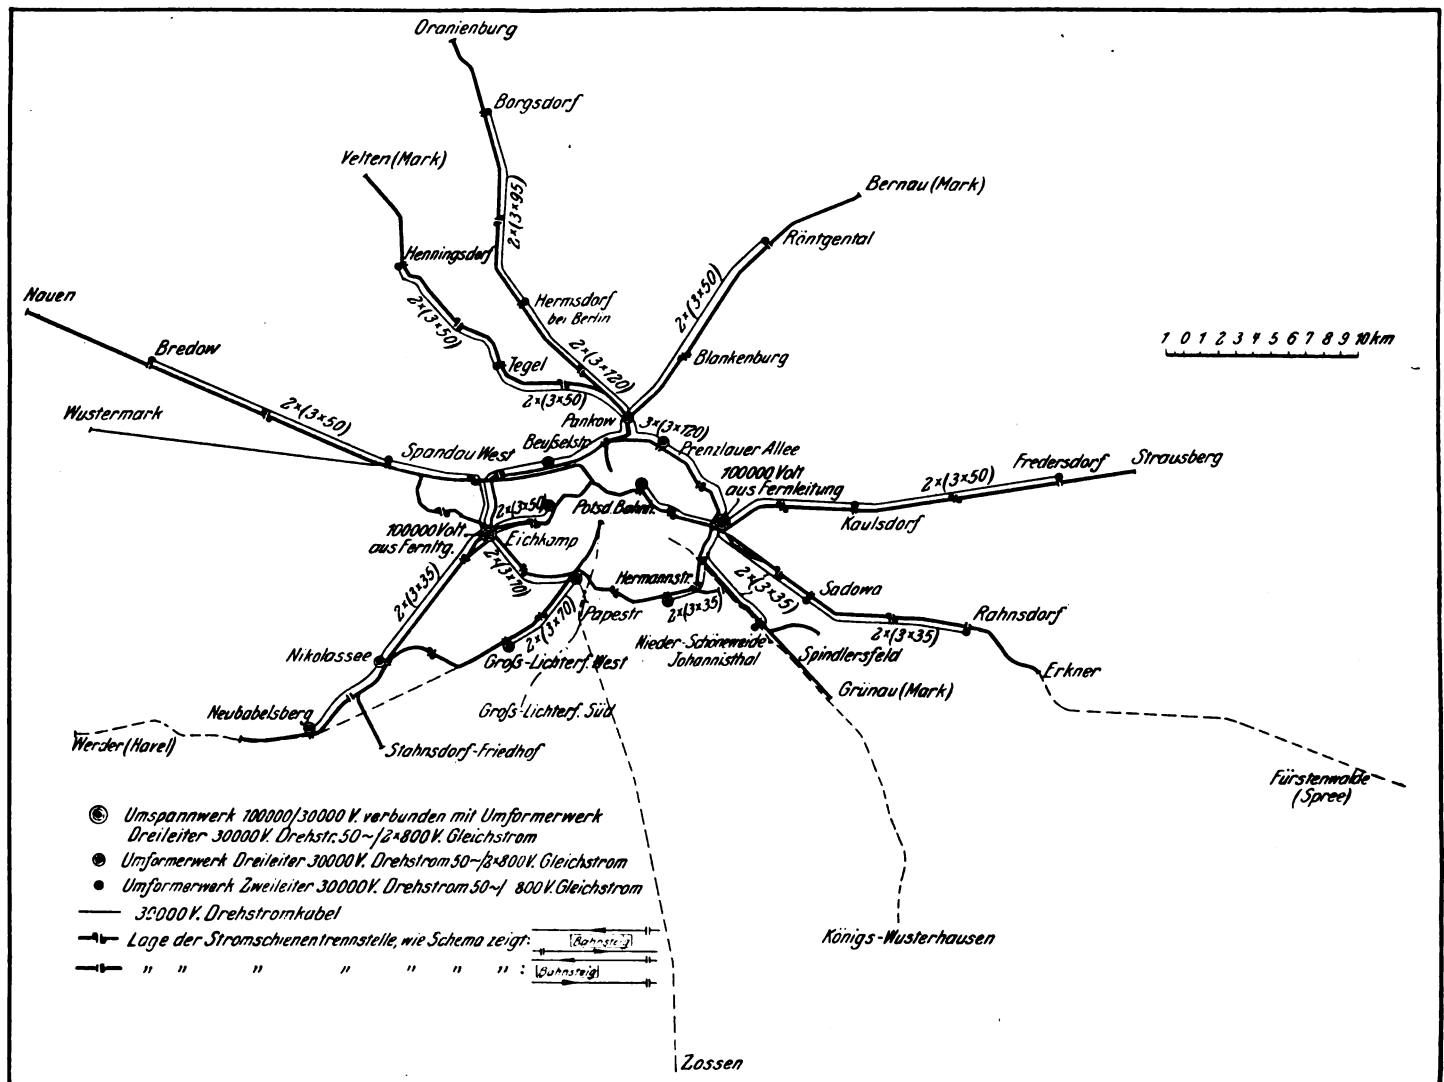 Oranienburg
Borgsdorf
Velten (Mark)
Bernau (Mark)
2×(3×95)
Henningsdorf
Röntgental
Nauen
Hermsdorf
bei Berlin
2×(3×50)
2×(3×50)
1 0 1 2 3 4 5 6 7 8 9 10 km
Bredow
Tegel
2×(3×120)
Blankenburg
2×(3×50)
2×(3×50)
Wustermark
Pankow
3×(3×120)
Spandau West
Beußelstr.
Prenzlauer Allee
100000 Volt
aus Fernleitung
Fredersdorf
Strausberg
2×(3×50)
2×(3×50)
Potsd. Bahnh.
Kaulsdorf
100000 Volt
aus Fernltg.
Eichkamp
2×(3×70)
2×(3×35)
Hermannstr.
2×(3×35)
Sadowa
2×(3×35)
Rahnsdorf
2×(3×35)
2×(3×70)
Papestr
Nikolassee
Groß-Lichterf. West
Nieder-Schöneweide
Johannisthal
Spindlersfeld
Erkner
Grünau (Mark)
Neubabelsberg
Groß-Lichterf. Süd
Werder (Havel)
Stahnsdorf-Friedhof
Fürstenwalde
(Spree)
Umspannwerk 100000/30000 V. verbunden mit Umformerwerk
Dreileiter 30000 V. Drehstr. 50~/2×800 V. Gleichstrom
Umformerwerk Dreileiter 30000 V. Drehstrom 50~/2×800 V. Gleichstrom
Umformerwerk Zweileiter 30000 V. Drehstrom 50~/ 800 V. Gleichstrom
30000 V. Drehstromkabel
Lage der Stromschienentrennstelle, wie Schema zeigt:
Bahnsteig
" " " " " " " :
Bahnsteig
Königs-Wusterhausen
Zossen